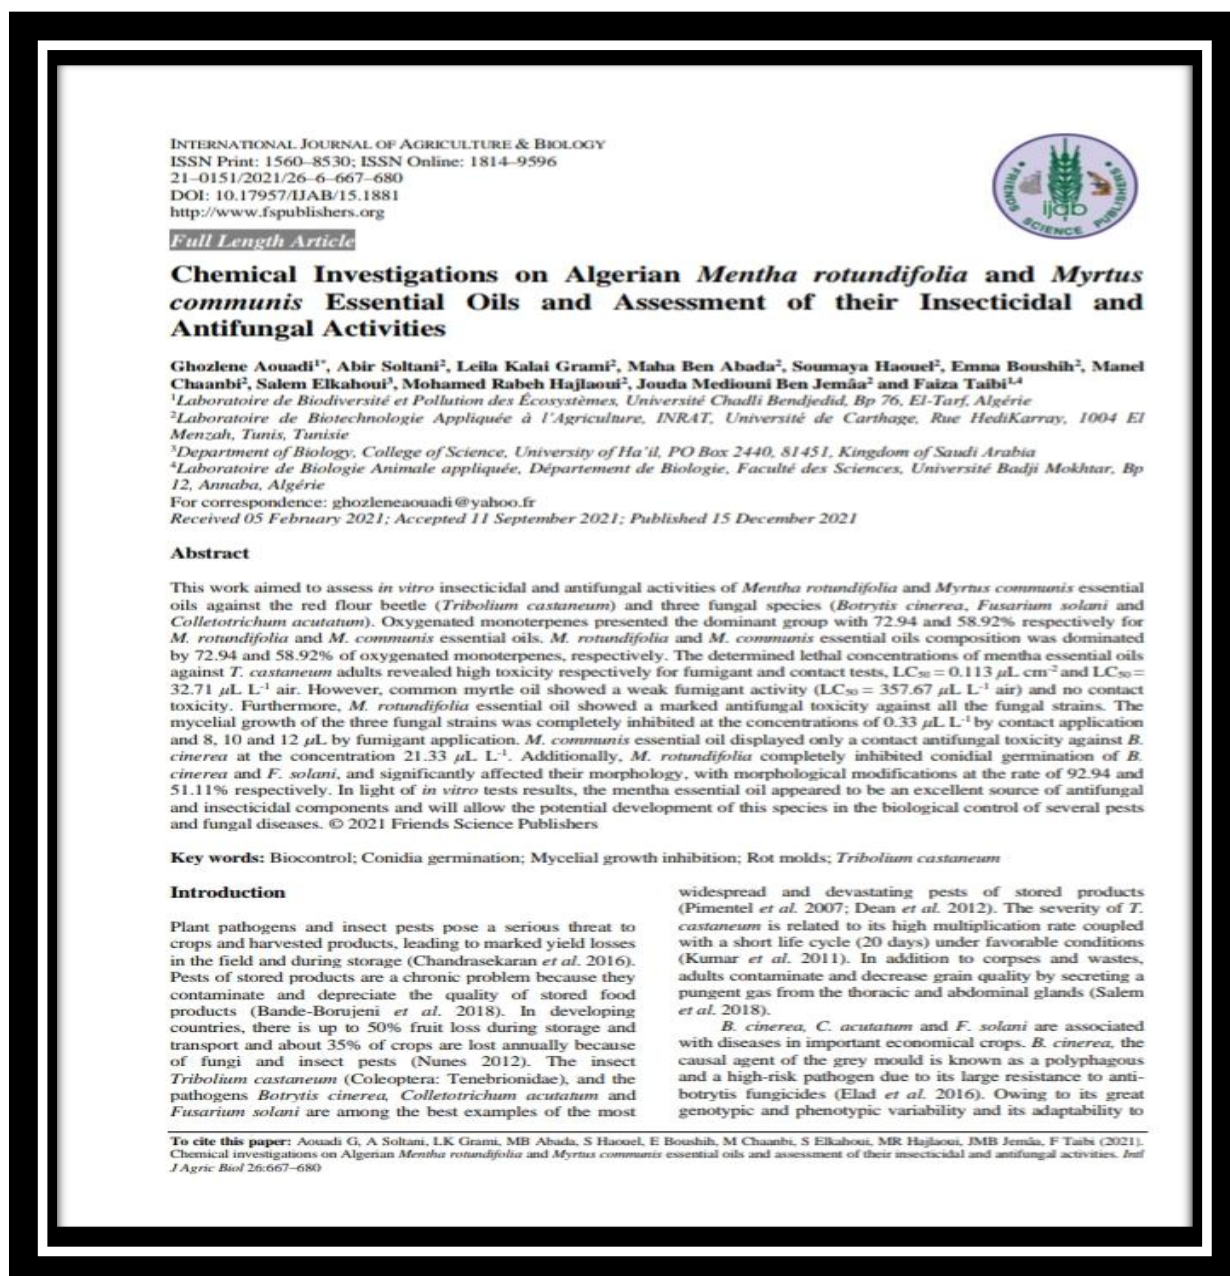 INTERNATIONAL JOURNAL OF AGRICULTURE & BIOLOGY
ISSN Print: 1560–8530; ISSN Online: 1814–9596
21–0151/2021/26–6–667–680
DOI: 10.17957/IJAB/15.1881
http://www.fspublishers.org
FRIENDS SCIENCE PUBLISHERS
ijab
Full Length Article
Chemical Investigations on Algerian Mentha rotundifolia and Myrtus
communis Essential Oils and Assessment of their Insecticidal and
Antifungal Activities
Ghozlene Aouadi1*, Abir Soltani2, Leila Kalai Grami2, Maha Ben Abada2, Soumaya Haouel2, Emna Boushih2, Manel
Chaanbi2, Salem Elkahoui3, Mohamed Rabeh Hajlaoui2, Jouda Mediouni Ben Jemâa2 and Faiza Taibi1,4
1Laboratoire de Biodiversité et Pollution des Écosystèmes, Université Chadli Bendjedid, Bp 76, El-Tarf, Algérie
2Laboratoire de Biotechnologie Appliquée à l'Agriculture, INRAT, Université de Carthage, Rue HediKarray, 1004 El
Menzah, Tunis, Tunisie
3Department of Biology, College of Science, University of Ha'il, PO Box 2440, 81451, Kingdom of Saudi Arabia
4Laboratoire de Biologie Animale appliquée, Département de Biologie, Faculté des Sciences, Université Badji Mokhtar, Bp
12, Annaba, Algérie
For correspondence: ghozleneaouadi@yahoo.fr
Received 05 February 2021; Accepted 11 September 2021; Published 15 December 2021
Abstract
This work aimed to assess in vitro insecticidal and antifungal activities of Mentha rotundifolia and Myrtus communis essential
oils against the red flour beetle (Tribolium castaneum) and three fungal species (Botrytis cinerea, Fusarium solani and
Colletotrichum acutatum). Oxygenated monoterpenes presented the dominant group with 72.94 and 58.92% respectively for
M. rotundifolia and M. communis essential oils. M. rotundifolia and M. communis essential oils composition was dominated
by 72.94 and 58.92% of oxygenated monoterpenes, respectively. The determined lethal concentrations of mentha essential oils
against T. castaneum adults revealed high toxicity respectively for fumigant and contact tests, LC50 = 0.113 µL cm-2 and LC50 =
32.71 µL L-1 air. However, common myrtle oil showed a weak fumigant activity (LC50 = 357.67 µL L-1 air) and no contact
toxicity. Furthermore, M. rotundifolia essential oil showed a marked antifungal toxicity against all the fungal strains. The
mycelial growth of the three fungal strains was completely inhibited at the concentrations of 0.33 µL L-1 by contact application
and 8, 10 and 12 µL by fumigant application. M. communis essential oil displayed only a contact antifungal toxicity against B.
cinerea at the concentration 21.33 µL L-1. Additionally, M. rotundifolia completely inhibited conidial germination of B.
cinerea and F. solani, and significantly affected their morphology, with morphological modifications at the rate of 92.94 and
51.11% respectively. In light of in vitro tests results, the mentha essential oil appeared to be an excellent source of antifungal
and insecticidal components and will allow the potential development of this species in the biological control of several pests
and fungal diseases. © 2021 Friends Science Publishers
Key words: Biocontrol; Conidia germination; Mycelial growth inhibition; Rot molds; Tribolium castaneum
Introduction
Plant pathogens and insect pests pose a serious threat to
crops and harvested products, leading to marked yield losses
in the field and during storage (Chandrasekaran et al. 2016).
Pests of stored products are a chronic problem because they
contaminate and depreciate the quality of stored food
products (Bande-Borujeni et al. 2018). In developing
countries, there is up to 50% fruit loss during storage and
transport and about 35% of crops are lost annually because
of fungi and insect pests (Nunes 2012). The insect
Tribolium castaneum (Coleoptera: Tenebrionidae), and the
pathogens Botrytis cinerea, Colletotrichum acutatum and
Fusarium solani are among the best examples of the most
widespread and devastating pests of stored products
(Pimentel et al. 2007; Dean et al. 2012). The severity of T.
castaneum is related to its high multiplication rate coupled
with a short life cycle (20 days) under favorable conditions
(Kumar et al. 2011). In addition to corpses and wastes,
adults contaminate and decrease grain quality by secreting a
pungent gas from the thoracic and abdominal glands (Salem
et al. 2018).
B. cinerea, C. acutatum and F. solani are associated
with diseases in important economical crops. B. cinerea, the
causal agent of the grey mould is known as a polyphagous
and a high-risk pathogen due to its large resistance to anti-
botrytis fungicides (Elad et al. 2016). Owing to its great
genotypic and phenotypic variability and its adaptability to
To cite this paper: Aouadi G, A Soltani, LK Grami, MB Abada, S Haouel, E Boushih, M Chaanbi, S Elkahoui, MR Hajlaoui, JMB Jemâa, F Taibi (2021).
Chemical investigations on Algerian Mentha rotundifolia and Myrtus communis essential oils and assessment of their insecticidal and antifungal activities. Intl
J Agric Biol 26:667–680